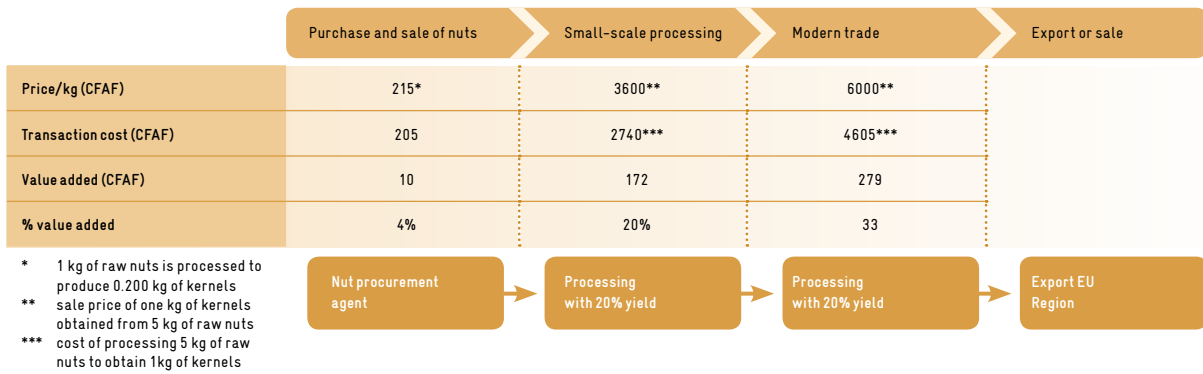 Purchase and sale of nuts Small-scale processing Modern trade Export or sale
Price/kg (CFAF) 215* 3600** 6000**
Transaction cost (CFAF) 205 2740*** 4605***
Value added (CFAF) 10 172 279
% value added 4% 20% 33
* 1 kg of raw nuts is processed to
produce 0.200 kg of kernels
** sale price of one kg of kernels
obtained from 5 kg of raw nuts
*** cost of processing 5 kg of raw
nuts to obtain 1kg of kernels
Nut procurement
agent
Processing
with 20% yield
Processing
with 20% yield
Export EU
Region